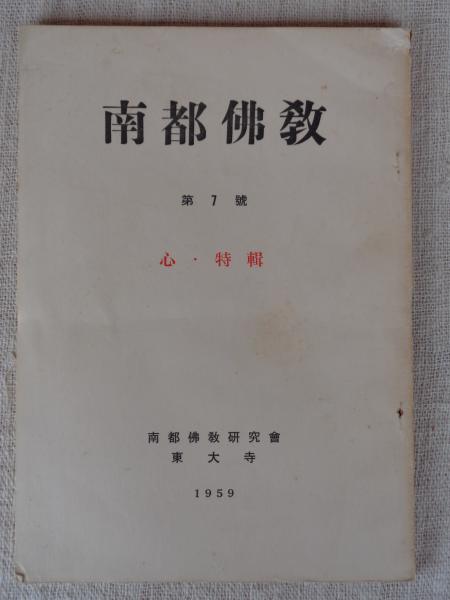 南都佛教
第7號
心・特輯
南都佛教研究會
東大寺
1959